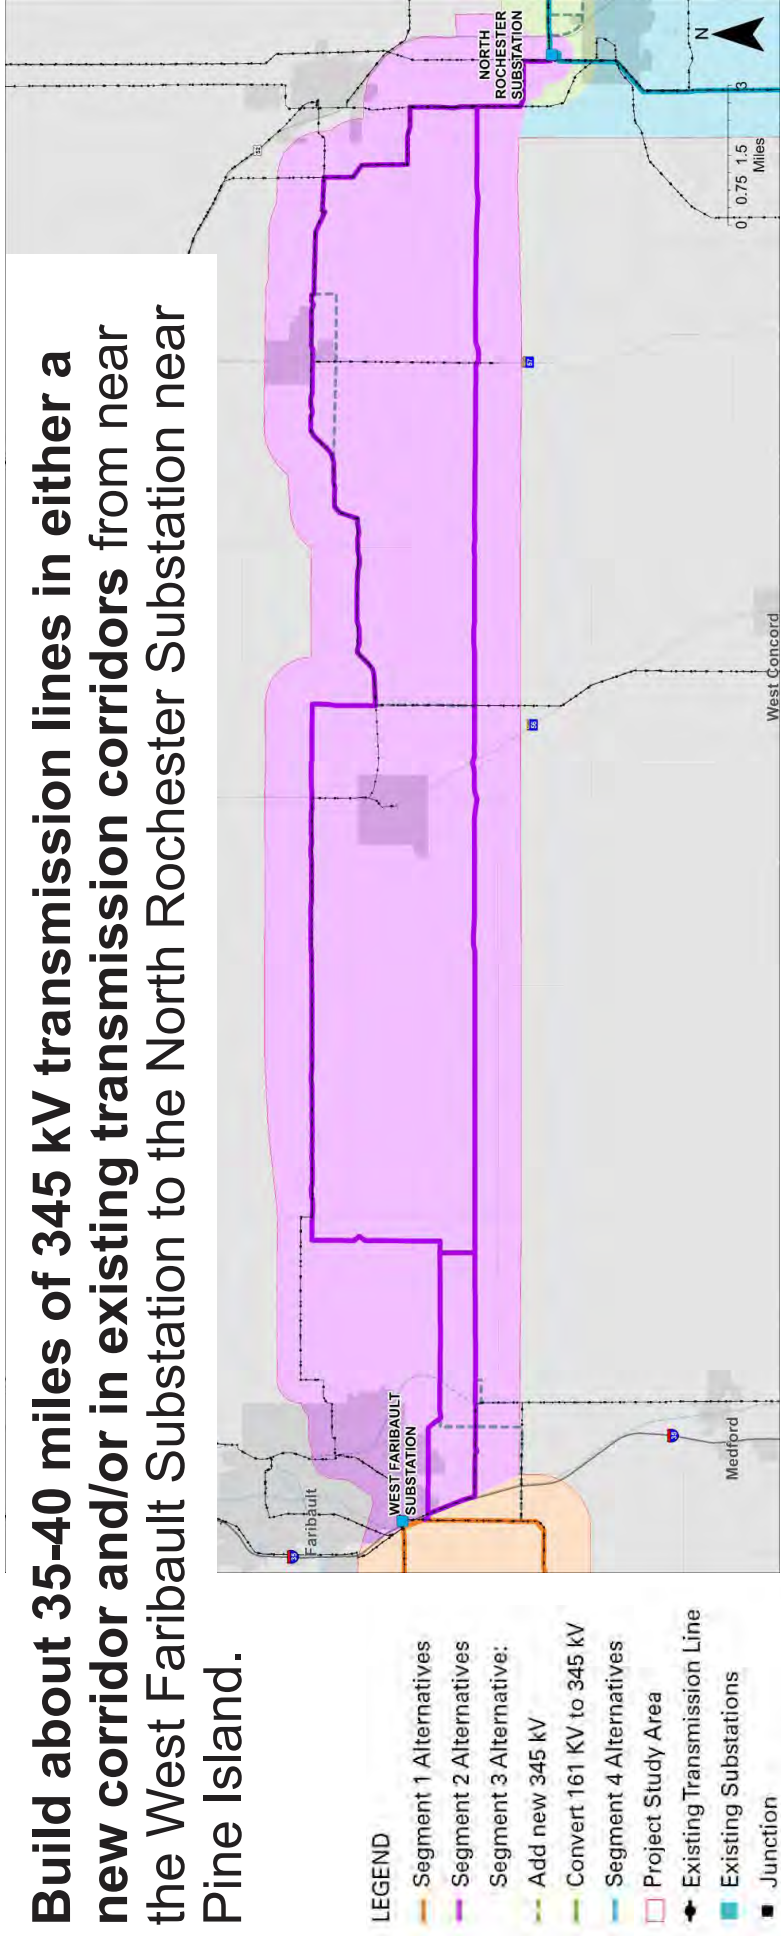 Build about 35-40 miles of 345 kV transmission lines in either a
new corridor and/or in existing transmission corridors from near
the West Faribault Substation to the North Rochester Substation near
Pine Island.
LEGEND
Segment 1 Alternatives
Segment 2 Alternatives
Segment 3 Alternative:
Add new 345 kV
Convert 161 KV to 345 kV
Segment 4 Alternatives
Project Study Area
Existing Transmission Line
Existing Substations
Junction
35
Faribault
WEST FARIBAULT
SUBSTATION
35
Medford
56
West Concord
57
52
NORTH
ROCHESTER
SUBSTATION
N
0 0.75 1.5 3
Miles